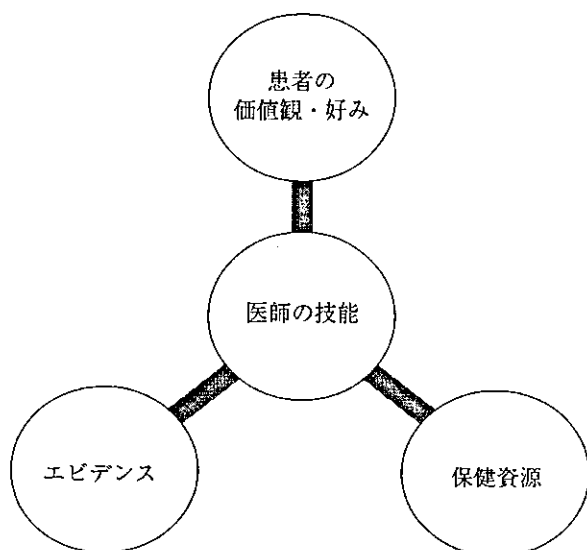 患者の
価値観・好み
医師の技能
エビデンス
保健資源